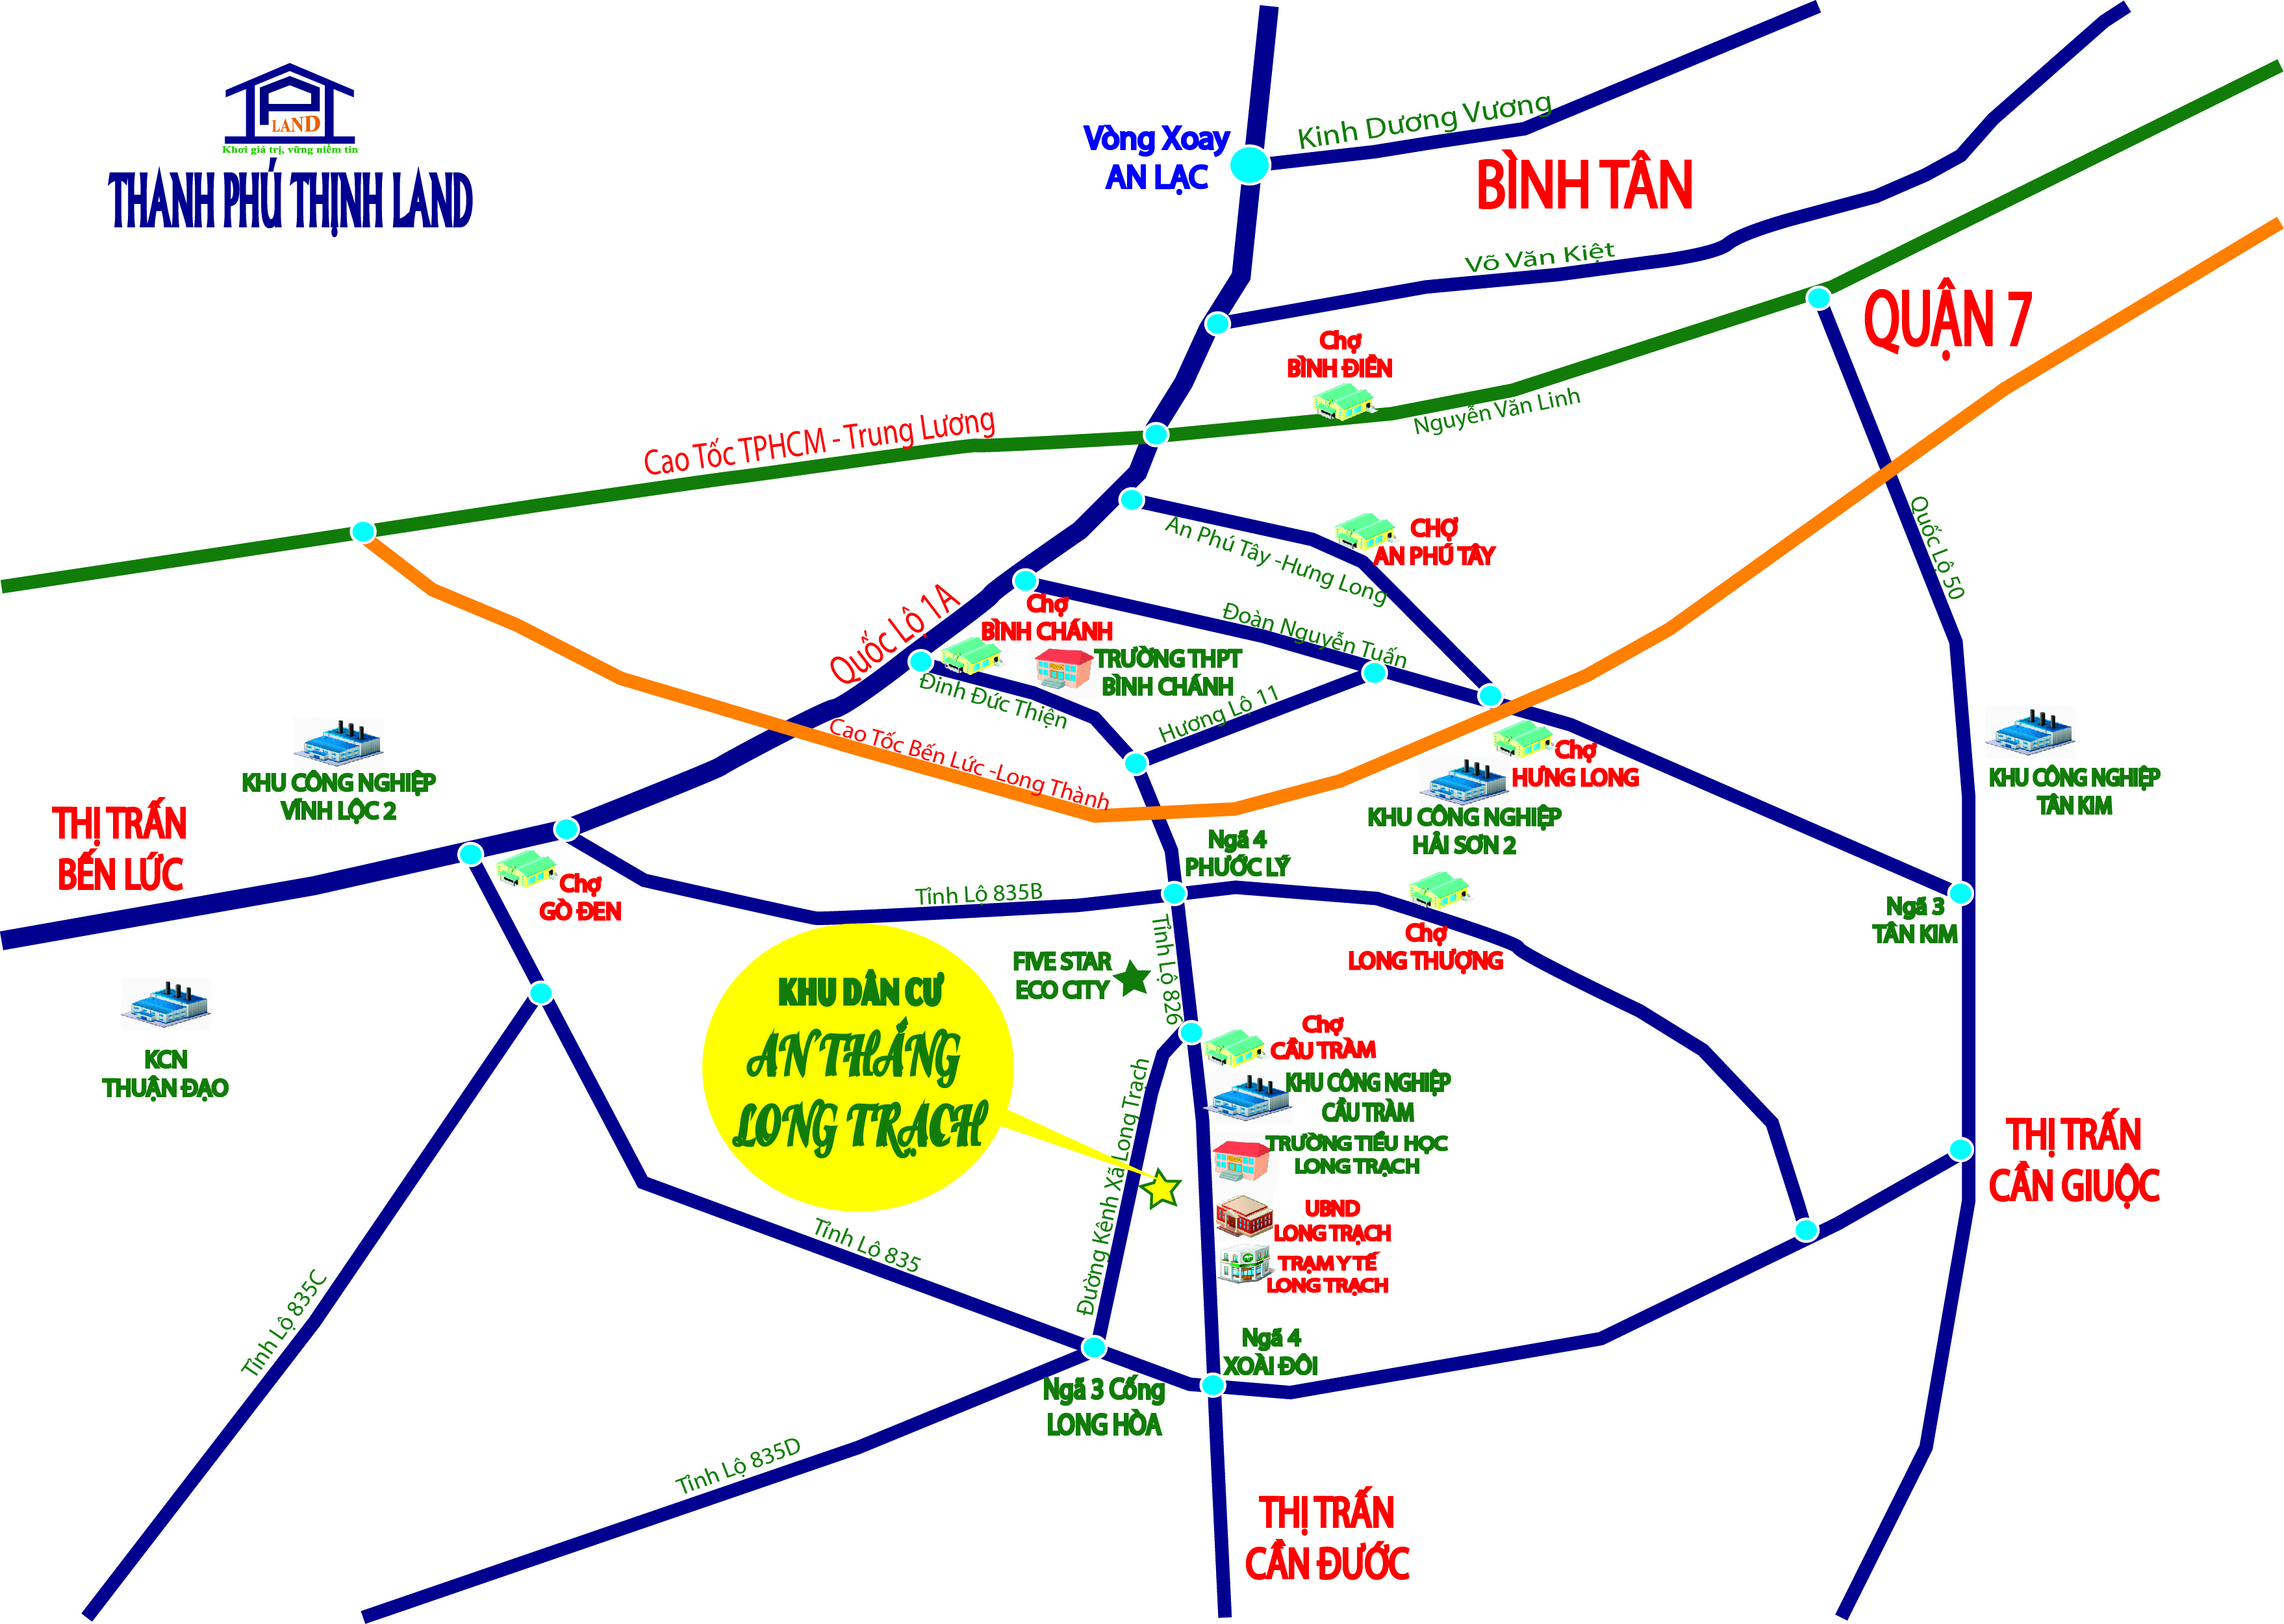 LAND
Khơi giá trị, vững niềm tin
THANH PHÚ THỊNH LAND
Vòng Xoay
AN LẠC
Kinh Dương Vương
BÌNH TÂN
Võ Văn Kiệt
QUẬN 7
Chợ
BÌNH ĐIỀN
Nguyễn Văn Linh
Cao Tốc TPHCM - Trung Lương
An Phú Tây -Hưng Long
CHỢ
AN PHÚ TÂY
Quốc Lộ 50
Quốc Lộ 1A
Chợ
BÌNH CHÁNH
Đoàn Nguyễn Tuấn
TRƯỜNG THPT
BÌNH CHÁNH
Đinh Đức Thiện
Hương Lộ 11
Cao Tốc Bến Lức -Long Thành
Chợ
HƯNG LONG
KHU CÔNG NGHIỆP
VĨNH LỘC 2
KHU CÔNG NGHIỆP
TÂN KIM
KHU CÔNG NGHIỆP
HẢI SƠN 2
THỊ TRẤN
BẾN LỨC
Ngã 4
PHƯỚC LÝ
Chợ
GÒ ĐEN
Tỉnh Lộ 835B
Ngã 3
TÂN KIM
Chợ
LONG THƯỢNG
Tỉnh Lộ 826
FIVE STAR
ECO CITY
KHU DÂN CƯ
AN THẮNG
LONG TRẠCH
Chợ
CẦU TRÀM
KCN
THUẬN ĐẠO
KHU CÔNG NGHIỆP
CẦU TRÀM
Đường Kênh Xã Long Trạch
TRƯỜNG TIỂU HỌC
LONG TRẠCH
THỊ TRẤN
CẦN GIUỘC
UBND
LONG TRẠCH
Tỉnh Lộ 835
TRẠM Y TẾ
LONG TRẠCH
Tỉnh Lộ 835C
Ngã 4
XOÀI ĐÔI
Ngã 3 Cống
LONG HÒA
Tỉnh Lộ 835D
THỊ TRẤN
CẦN ĐƯỚC